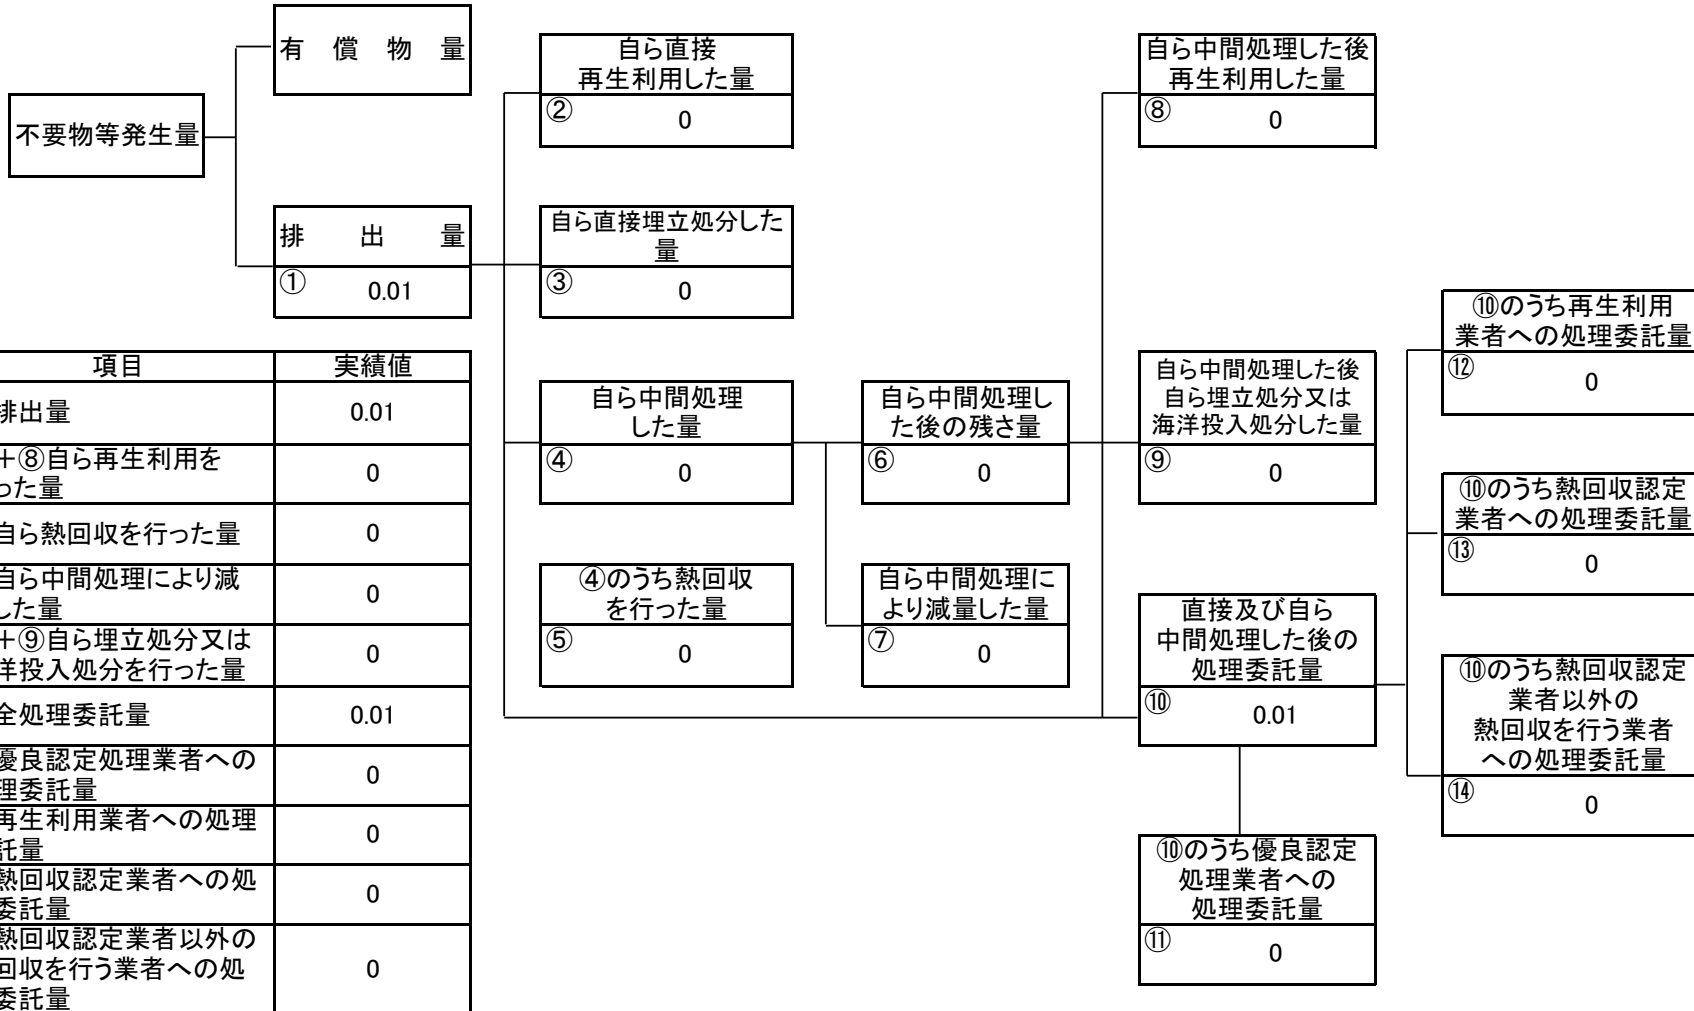 不要物等発生量
有償物量
排出量
① 0.01
自ら直接
再生利用した量
② 0
自ら直接埋立処分した
量
③ 0
自ら中間処理
した量
④ 0
④のうち熱回収
を行った量
⑤ 0
自ら中間処理し
た後の残さ量
⑥ 0
自ら中間処理に
より減量した量
⑦ 0
自ら中間処理した後
再生利用した量
⑧ 0
自ら中間処理した後
自ら埋立処分又は
海洋投入処分した量
⑨ 0
直接及び自ら
中間処理した後の
処理委託量
⑩ 0.01
⑩のうち優良認定
処理業者への
処理委託量
⑪ 0
⑩のうち再生利用
業者への処理委託量
⑫ 0
⑩のうち熱回収認定
業者への処理委託量
⑬ 0
⑩のうち熱回収認定
業者以外の
熱回収を行う業者
への処理委託量
⑭ 0
項目 実績値
排出量 0.01
+⑧自ら再生利用を
った量 0
自ら熱回収を行った量 0
自ら中間処理により減
した量 0
+⑨自ら埋立処分又は
洋投入処分を行った量 0
全処理委託量 0.01
優良認定処理業者への
理委託量 0
再生利用業者への処理
託量 0
熱回収認定業者への処
委託量 0
熱回収認定業者以外の
回収を行う業者への処
委託量 0